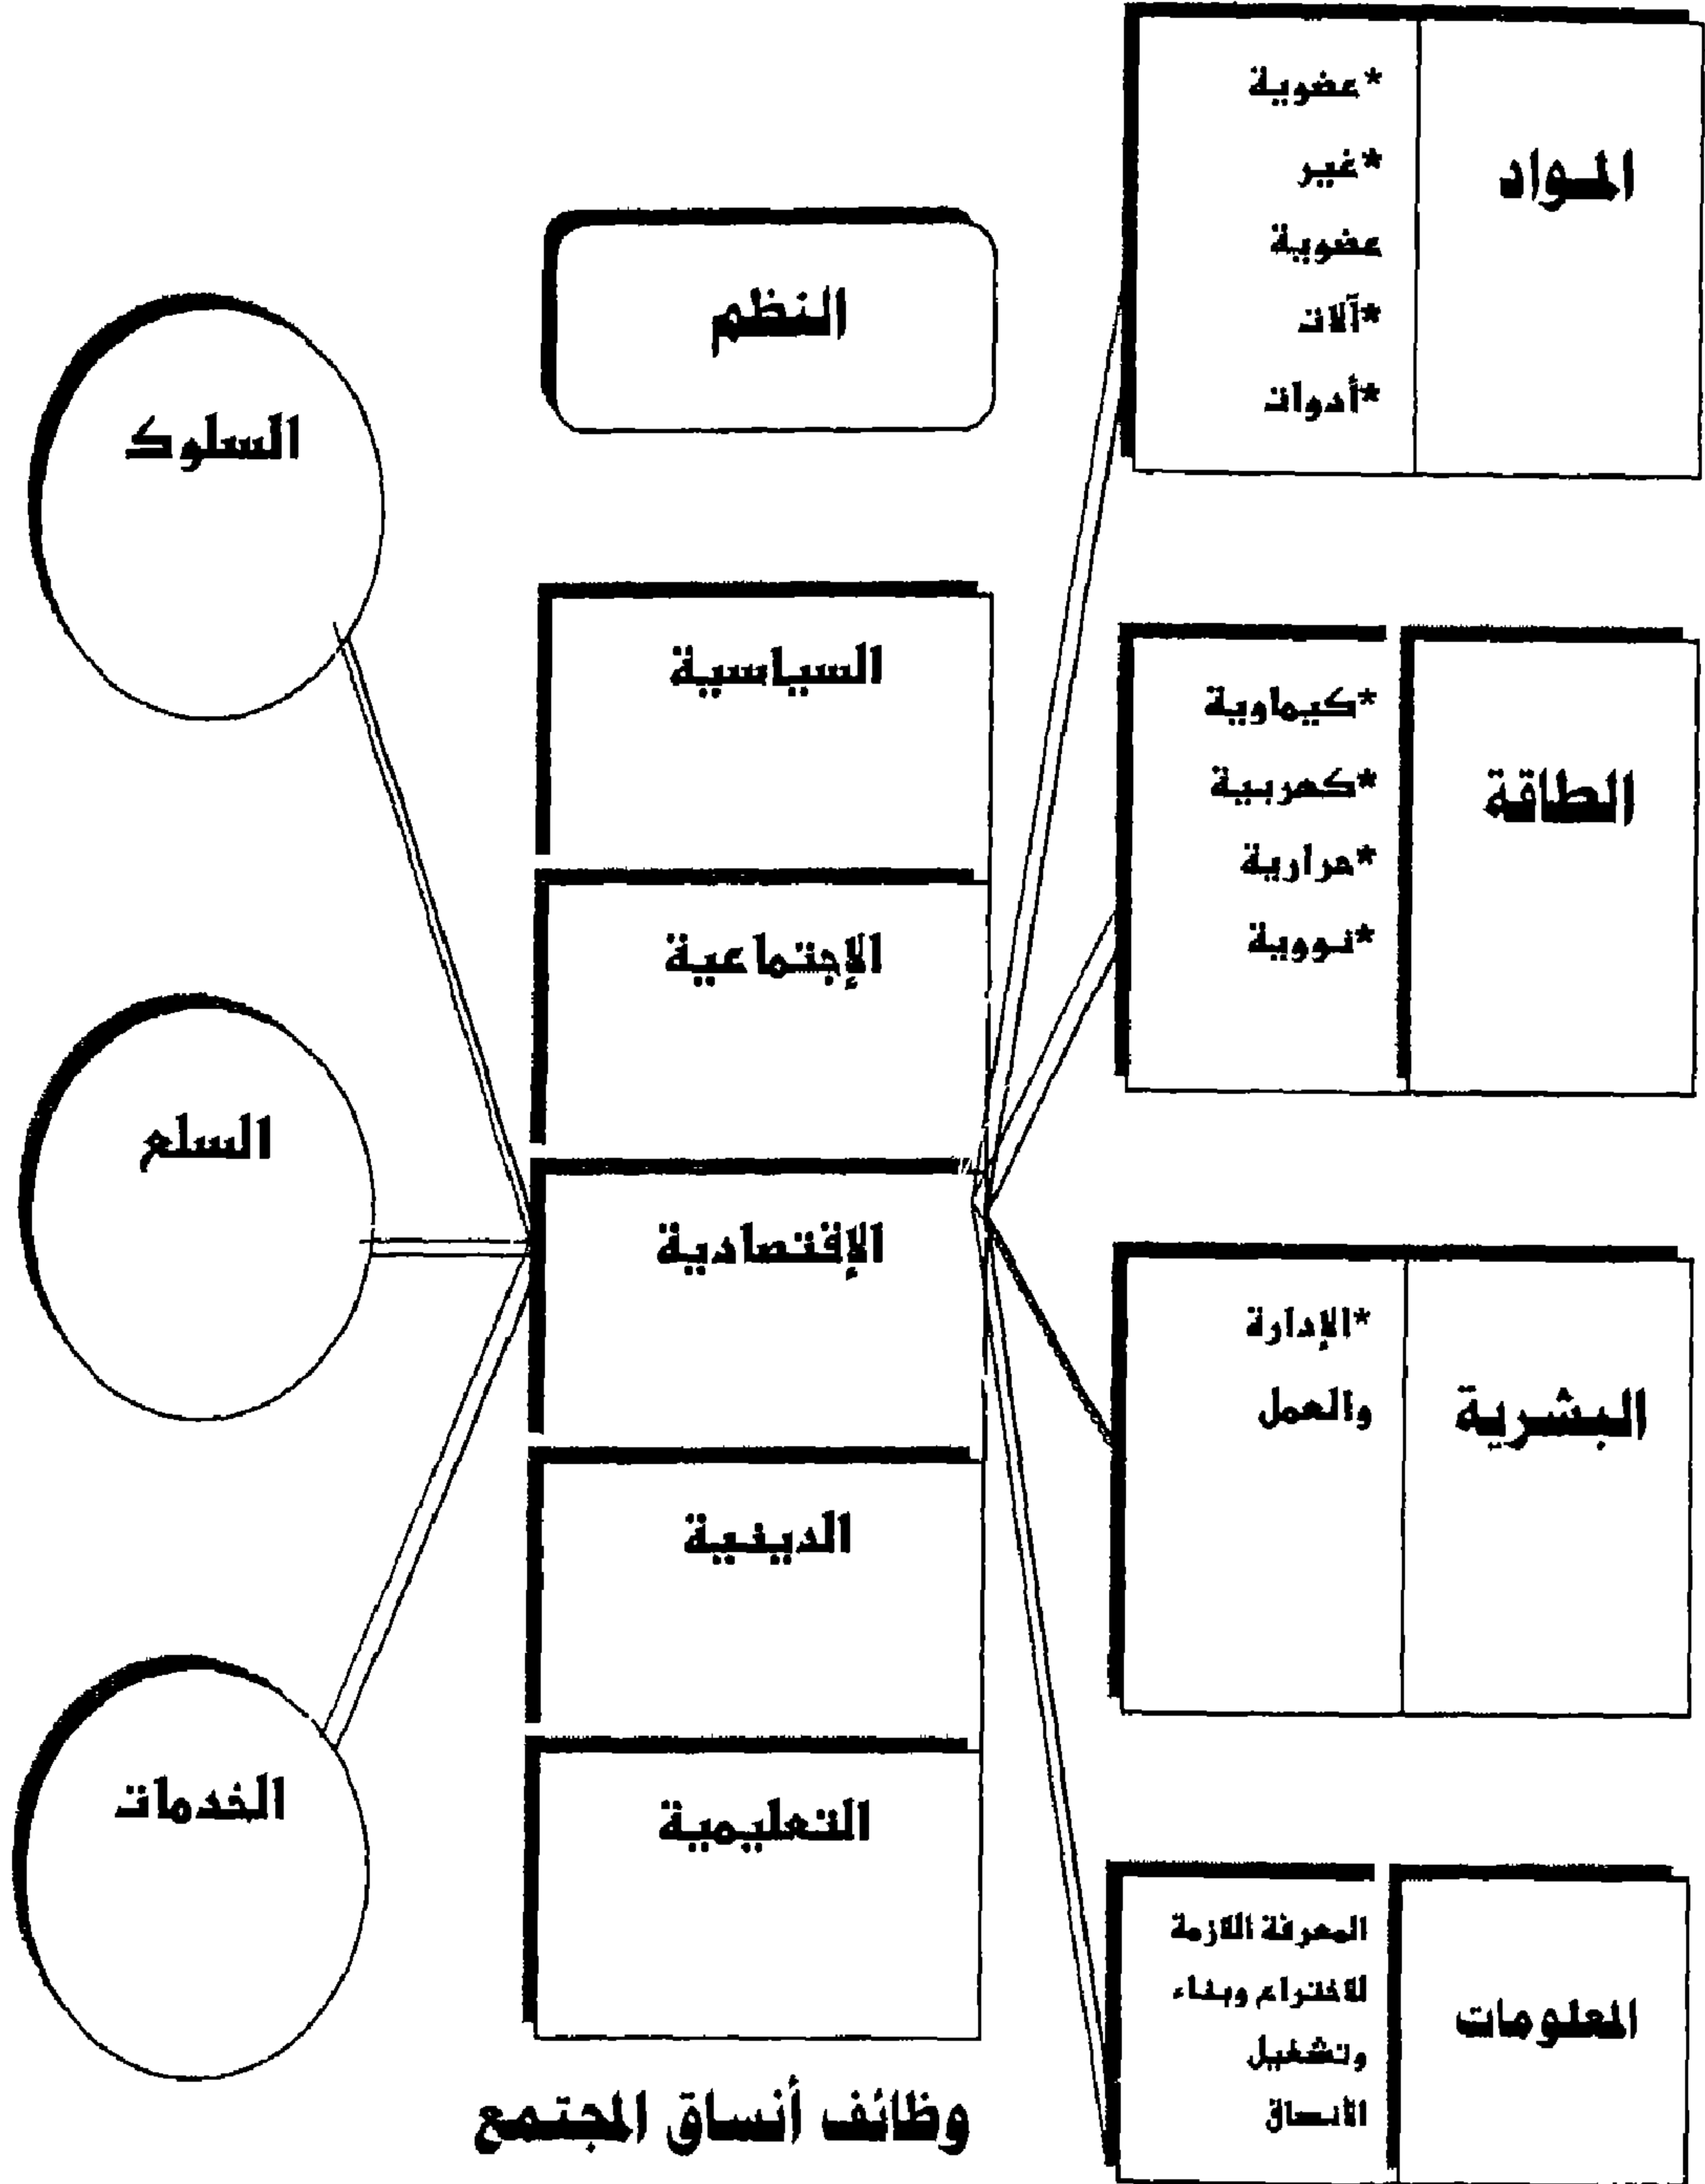 المواد
*عضوية
*غير
عضوية
*آلات
*أدوات
الطاقة
*كيماوية
*كهربية
*حرارية
*نووية
البشرية
*الإدارة
والعمل
المعلومات
المعرفة اللازمة
للاختراع وبناء
وتشغيل
الأنساق
النظم
السياسية
الإجتماعية
الإقتصادية
الدينية
التعليمية
السلوك
السلع
الخدمات
وظائف أنساق المجتمع